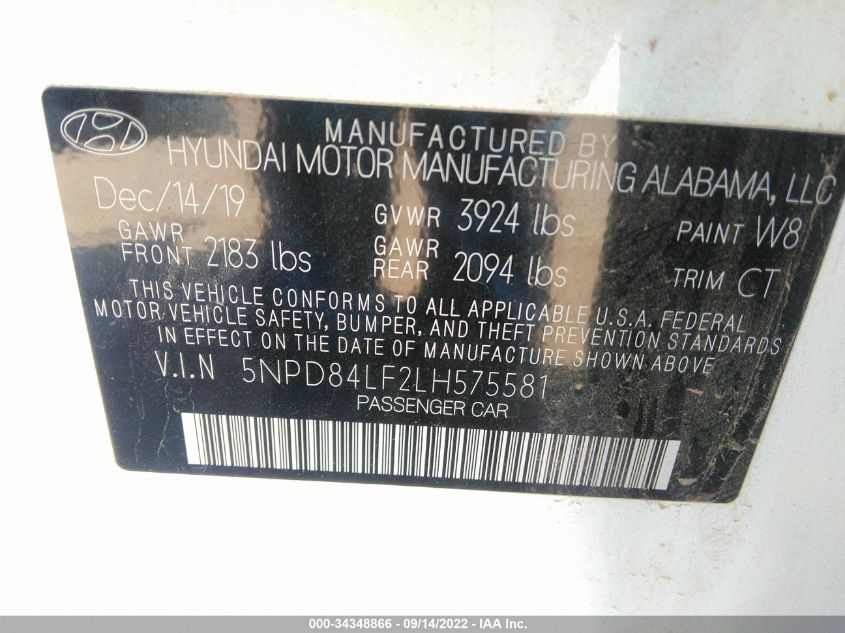 MANUFACTURED BY
HYUNDAI MOTOR MANUFACTURING ALABAMA, LLC
Dec/14/19 GVWR 3924 lbs PAINT W8
GAWR FRONT 2183 lbs GAWR REAR 2094 lbs TRIM CT
THIS VEHICLE CONFORMS TO ALL APPLICABLE U.S.A. FEDERAL
MOTOR VEHICLE SAFETY, BUMPER, AND THEFT PREVENTION STANDARDS
IN EFFECT ON THE DATE OF MANUFACTURE SHOWN ABOVE.
V.I.N 5NPD84LF2LH575581
PASSENGER CAR
000-34348866 - 09/14/2022 - IAA Inc.